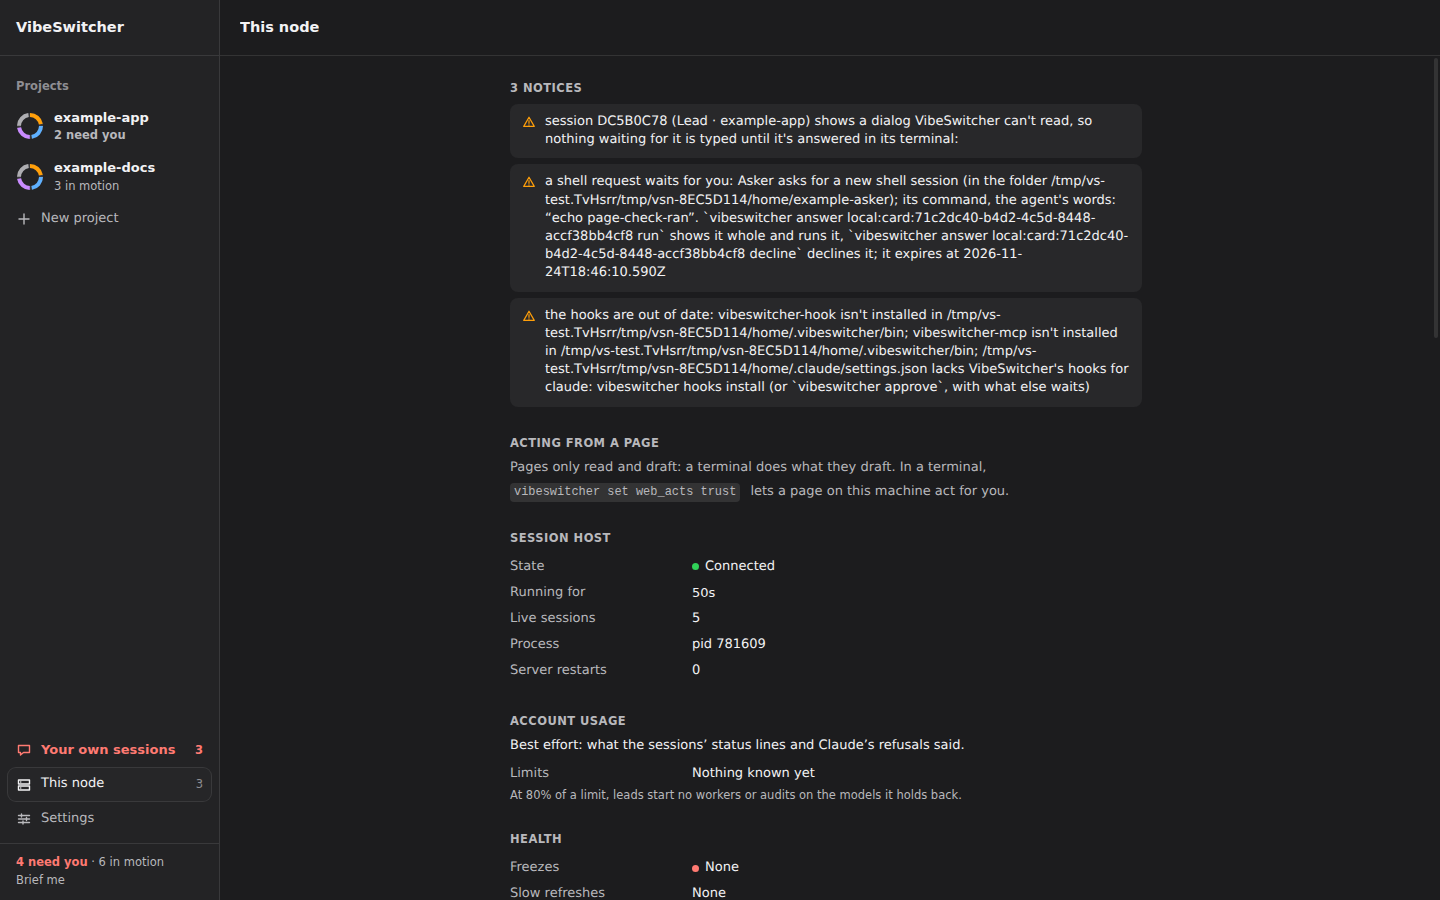 VibeSwitcher
This node
Projects
example-app
2 need you
example-docs
3 in motion
New project
Your own sessions 3
This node 3
Settings
4 need you · 6 in motion
Brief me
3 NOTICES
session DC5B0C78 (Lead · example-app) shows a dialog VibeSwitcher can't read, so
nothing waiting for it is typed until it's answered in its terminal:
a shell request waits for you: Asker asks for a new shell session (in the folder /tmp/vs-
test.TvHsrr/tmp/vsn-8EC5D114/home/example-asker); its command, the agent's words:
“echo page-check-ran”. `vibeswitcher answer local:card:71c2dc40-b4d2-4c5d-8448-
accf38bb4cf8 run` shows it whole and runs it, `vibeswitcher answer local:card:71c2dc40-
b4d2-4c5d-8448-accf38bb4cf8 decline` declines it; it expires at 2026-11-
24T18:46:10.590Z
the hooks are out of date: vibeswitcher-hook isn't installed in /tmp/vs-
test.TvHsrr/tmp/vsn-8EC5D114/home/.vibeswitcher/bin; vibeswitcher-mcp isn't installed
in /tmp/vs-test.TvHsrr/tmp/vsn-8EC5D114/home/.vibeswitcher/bin; /tmp/vs-
test.TvHsrr/tmp/vsn-8EC5D114/home/.claude/settings.json lacks VibeSwitcher's hooks for
claude: vibeswitcher hooks install (or `vibeswitcher approve`, with what else waits)
ACTING FROM A PAGE
Pages only read and draft: a terminal does what they draft. In a terminal,
vibeswitcher set web_acts trust lets a page on this machine act for you.
SESSION HOST
State Connected
Running for 50s
Live sessions 5
Process pid 781609
Server restarts 0
ACCOUNT USAGE
Best effort: what the sessions’ status lines and Claude’s refusals said.
Limits Nothing known yet
At 80% of a limit, leads start no workers or audits on the models it holds back.
HEALTH
Freezes None
Slow refreshes None